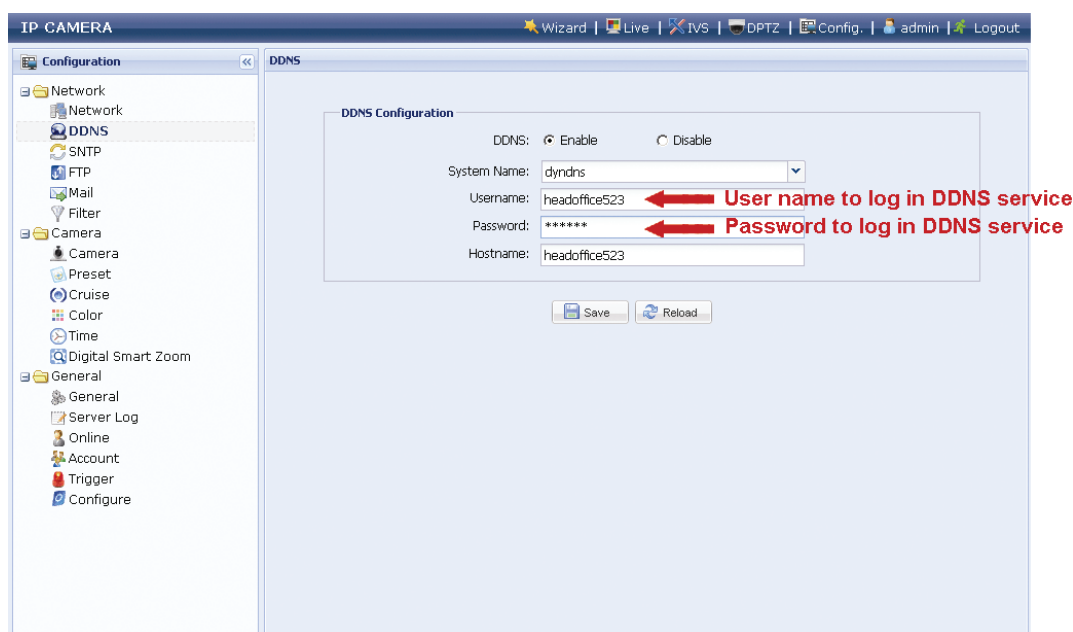 IP CAMERA Wizard | Live | IVS | DPTZ | Config. | admin | Logout
Configuration
DDNS
Network
Network
DDNS
SNTP
FTP
Mail
Filter
Camera
Camera
Preset
Cruise
Color
Time
Digital Smart Zoom
General
General
Server Log
Online
Account
Trigger
Configure
DDNS Configuration
DDNS: Enable Disable
System Name: dyndns
Username: headoffice523 User name to log in DDNS service
Password: ****** Password to log in DDNS service
Hostname: headoffice523
Save Reload